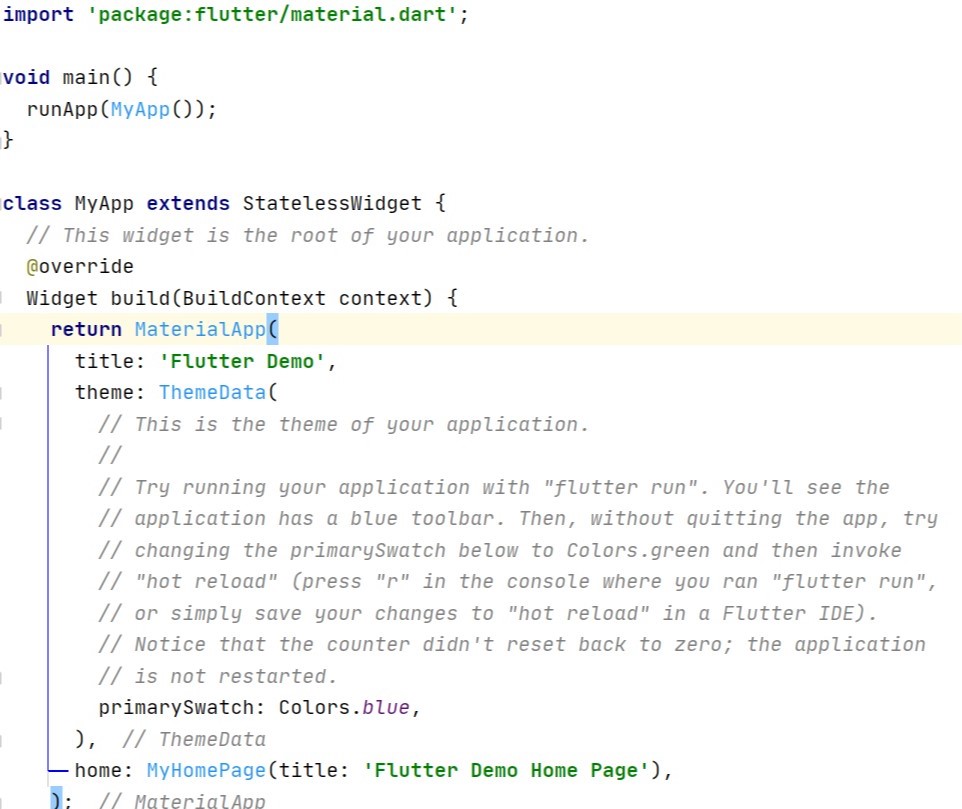 import 'package:flutter/material.dart';
void main() {
runApp(MyApp());
}
class MyApp extends StatelessWidget {
// This widget is the root of your application.
@override
Widget build(BuildContext context) {
return MaterialApp(
title: 'Flutter Demo',
theme: ThemeData(
// This is the theme of your application.
//
// Try running your application with "flutter run". You'll see the
// application has a blue toolbar. Then, without quitting the app, try
// changing the primarySwatch below to Colors.green and then invoke
// "hot reload" (press "r" in the console where you ran "flutter run",
// or simply save your changes to "hot reload" in a Flutter IDE).
// Notice that the counter didn't reset back to zero; the application
// is not restarted.
primarySwatch: Colors.blue,
), // ThemeData
home: MyHomePage(title: 'Flutter Demo Home Page'),
); // MaterialApp